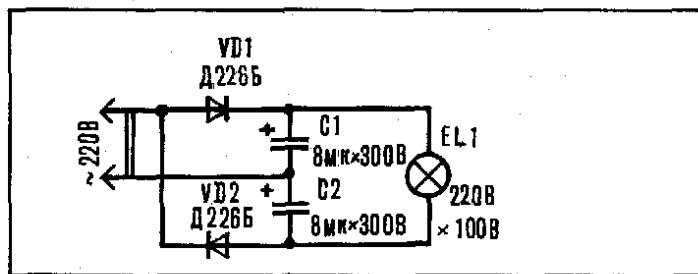 VD1
Д226Б
~ 220В
+ C1
8мк×300В
EL1
VD2
Д226Б
+ C2
8мк×300В
220В
× 100В